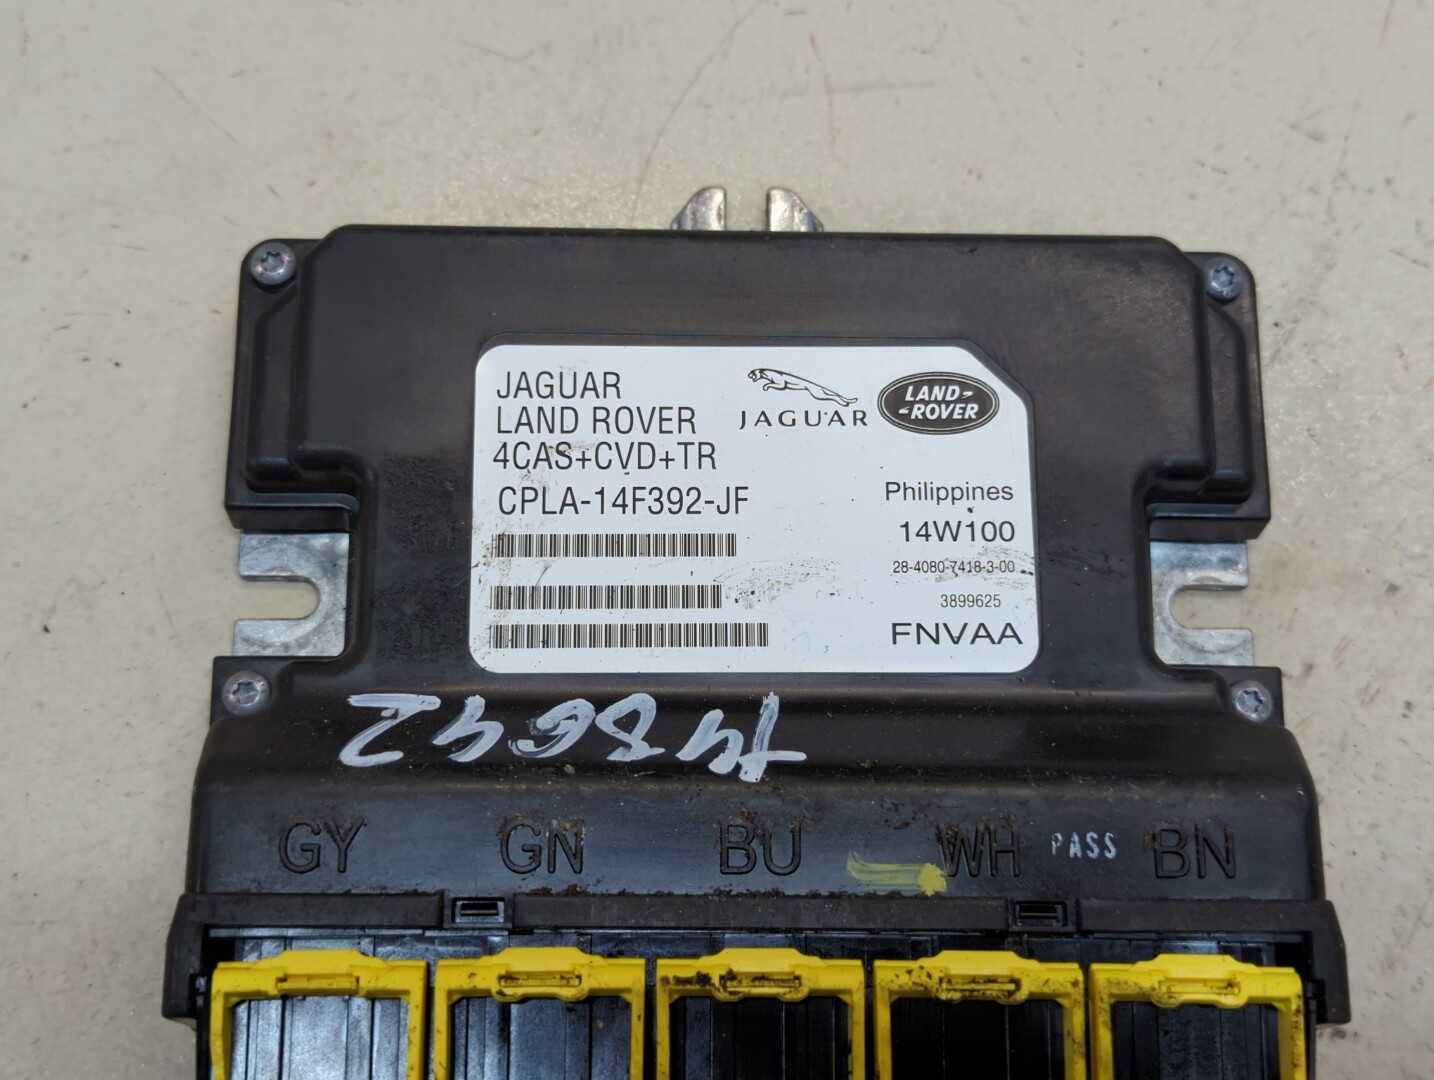 JAGUAR
LAND ROVER
4CAS+CVD+TR
CPLA-14F392-JF
JAGUAR
LAND-
-ROVER
Philippines
14W100
28-4080-7418-3-00
3899625
FNVAA
748642
GY GN BU WH PASS BN